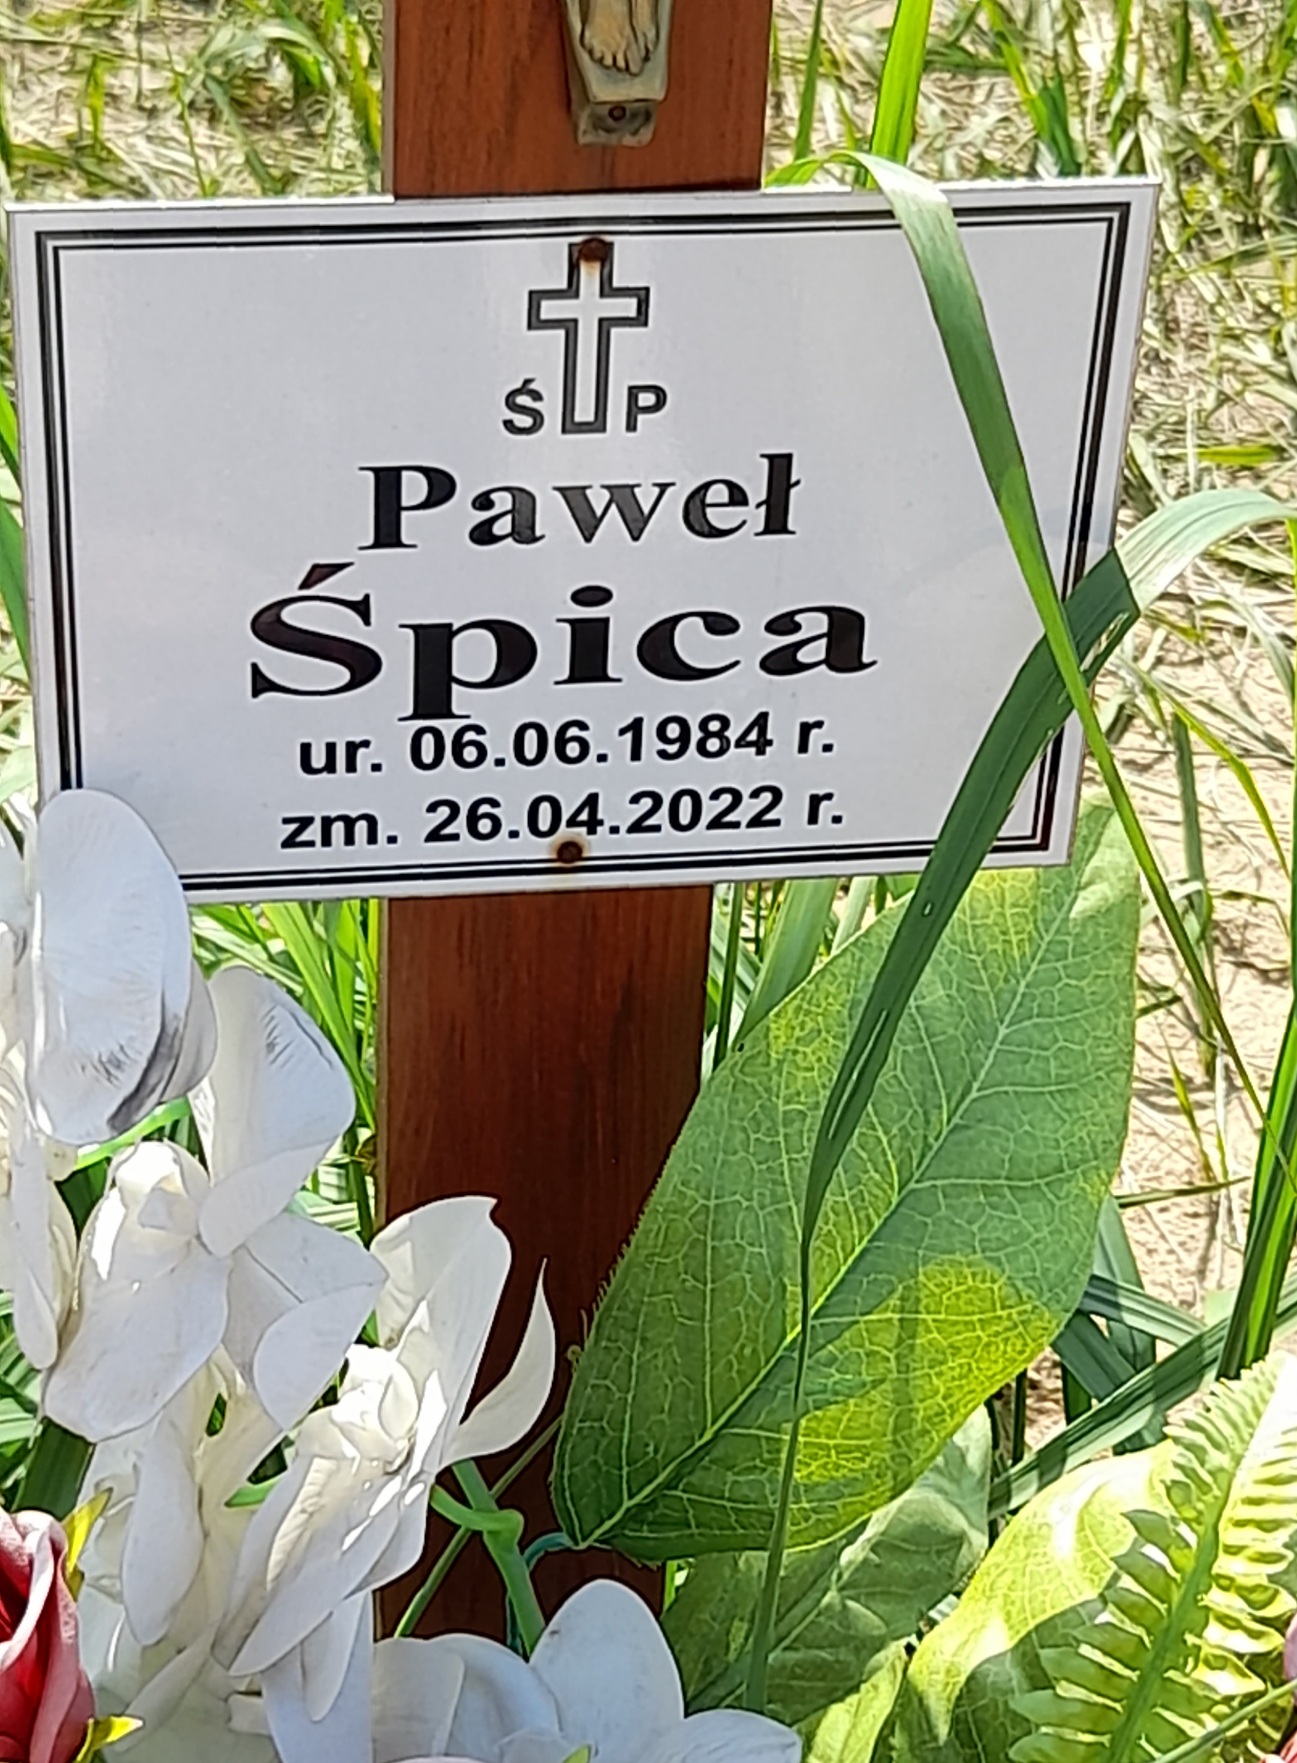 Ś P
Paweł
Śpica
ur. 06.06.1984 r.
zm. 26.04.2022 r.